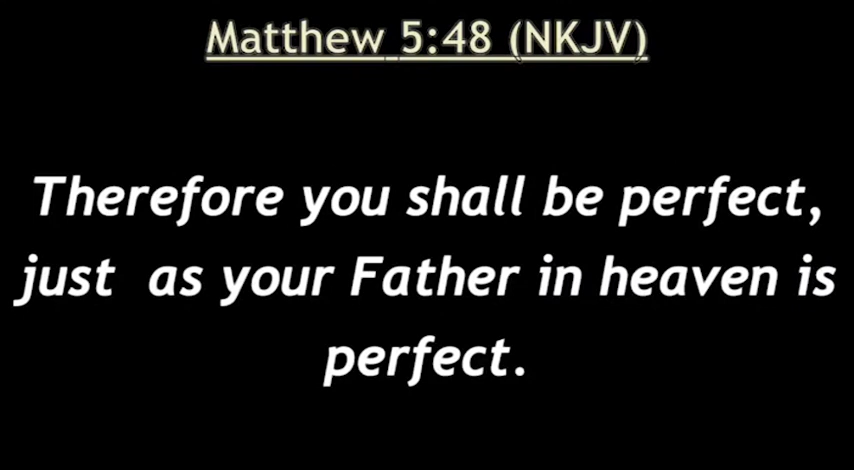 Matthew 5:48 (NKJV)
Therefore you shall be perfect,
just as your Father in heaven is
perfect.